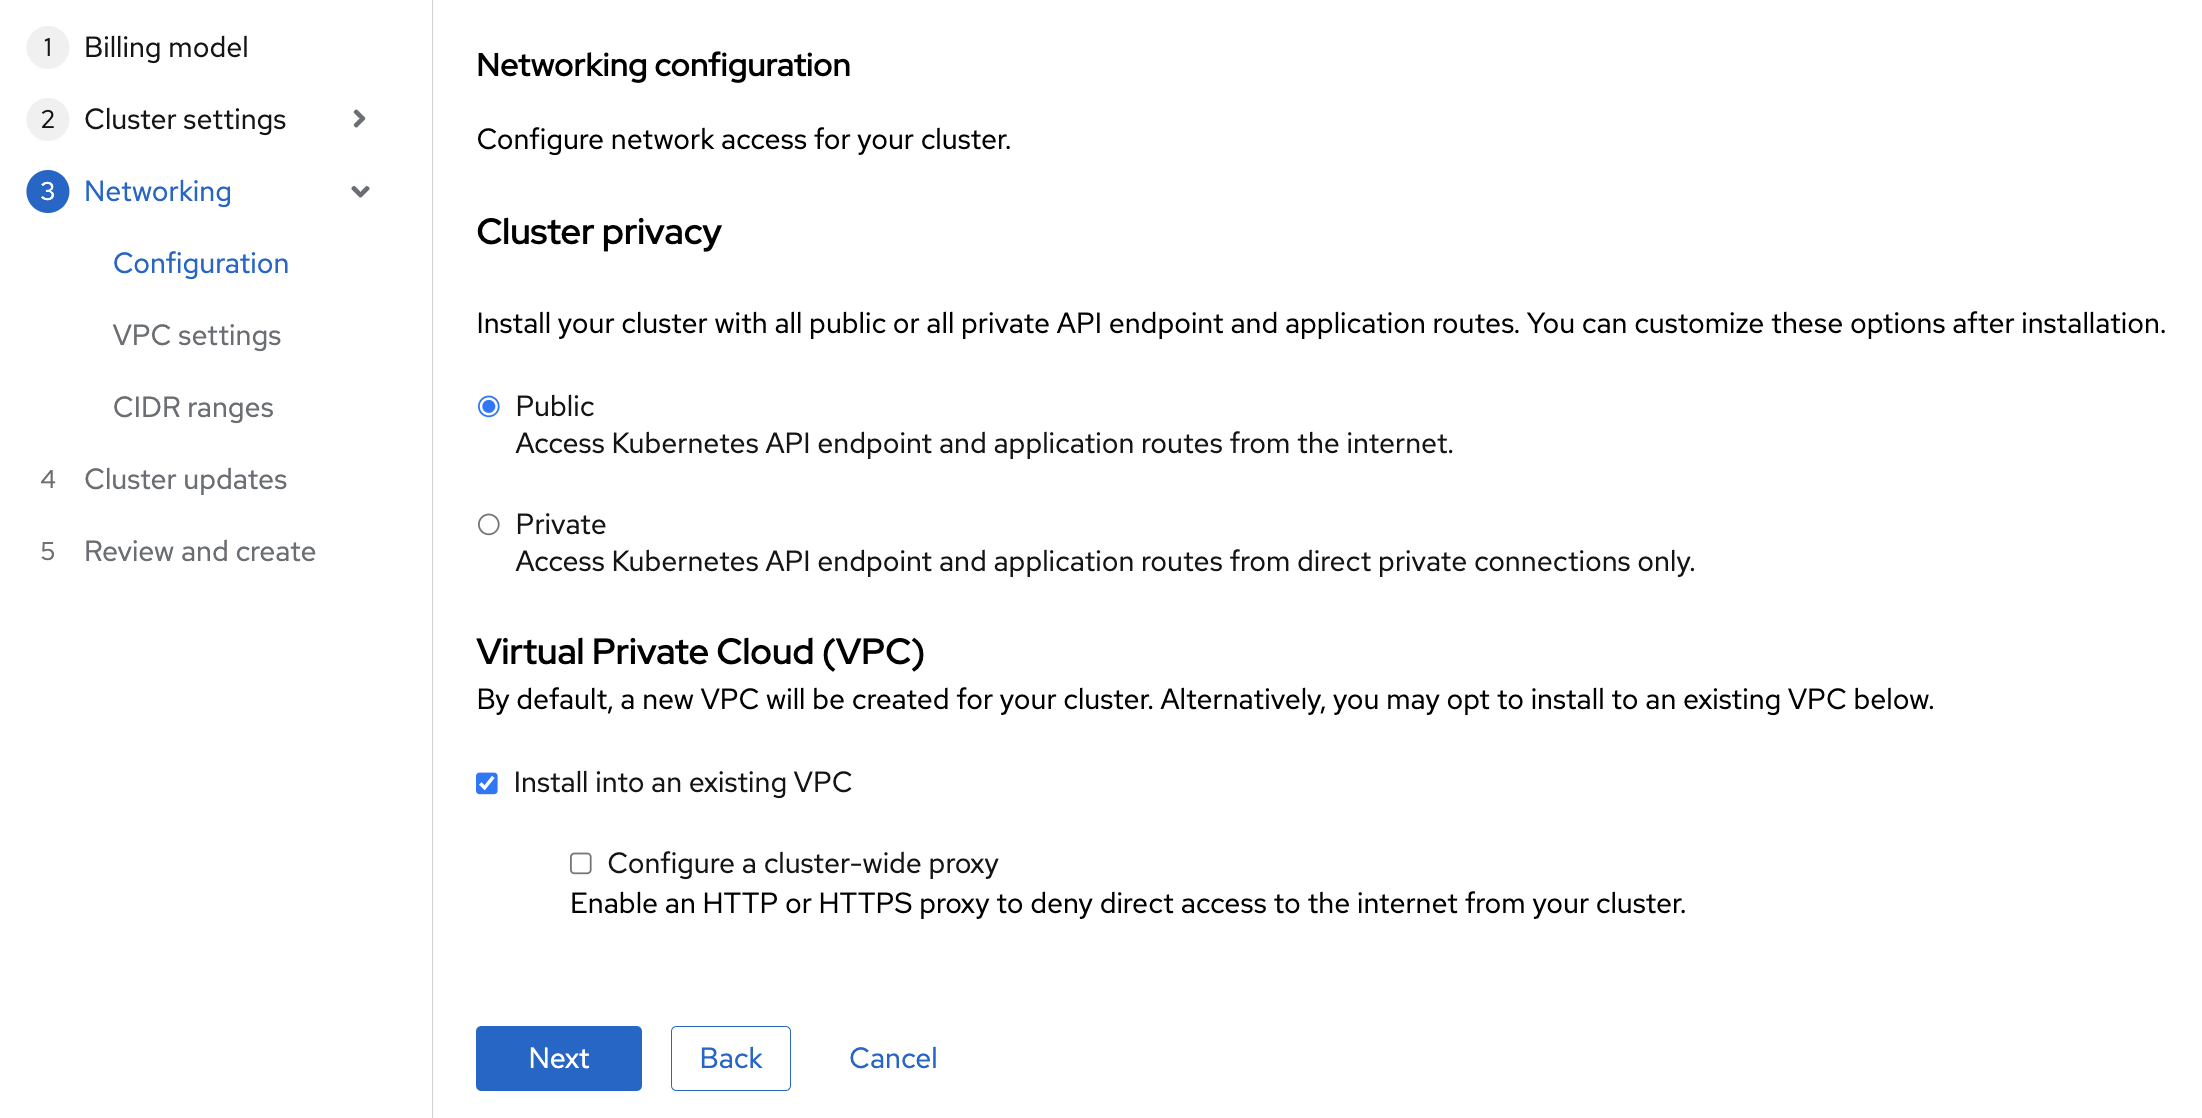 1 Billing model
2 Cluster settings
3 Networking
Configuration
VPC settings
CIDR ranges
4 Cluster updates
5 Review and create
Networking configuration
Configure network access for your cluster.
Cluster privacy
Install your cluster with all public or all private API endpoint and application routes. You can customize these options after installation.
Public
Access Kubernetes API endpoint and application routes from the internet.
Private
Access Kubernetes API endpoint and application routes from direct private connections only.
Virtual Private Cloud (VPC)
By default, a new VPC will be created for your cluster. Alternatively, you may opt to install to an existing VPC below.
Install into an existing VPC
Configure a cluster-wide proxy
Enable an HTTP or HTTPS proxy to deny direct access to the internet from your cluster.
Next Back Cancel